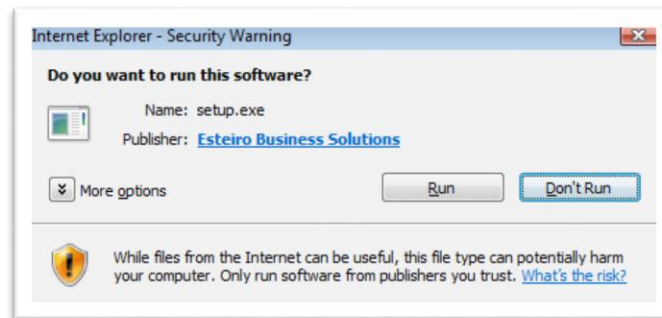 Internet Explorer - Security Warning
Do you want to run this software?
Name: setup.exe
Publisher: Esteiro Business Solutions
More options
Run
Don't Run
While files from the Internet can be useful, this file type can potentially harm
your computer. Only run software from publishers you trust. What's the risk?